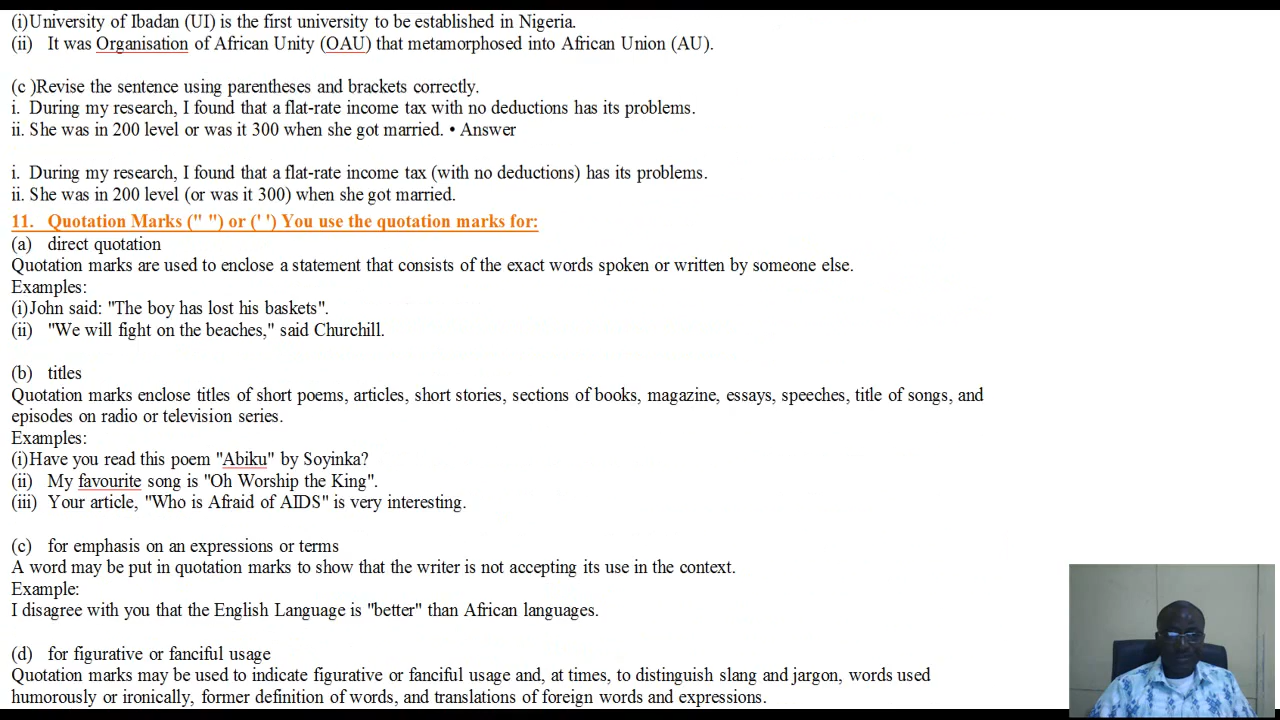 (i)University of Ibadan (UI) is the first university to be established in Nigeria.
(ii) It was Organisation of African Unity (OAU) that metamorphosed into African Union (AU).
(c )Revise the sentence using parentheses and brackets correctly.
i. During my research, I found that a flat-rate income tax with no deductions has its problems.
ii. She was in 200 level or was it 300 when she got married. • Answer
i. During my research, I found that a flat-rate income tax (with no deductions) has its problems.
ii. She was in 200 level (or was it 300) when she got married.
11. Quotation Marks (" ") or (' ') You use the quotation marks for:
(a) direct quotation
Quotation marks are used to enclose a statement that consists of the exact words spoken or written by someone else.
Examples:
(i)John said: "The boy has lost his baskets".
(ii) "We will fight on the beaches," said Churchill.
(b) titles
Quotation marks enclose titles of short poems, articles, short stories, sections of books, magazine, essays, speeches, title of songs, and
episodes on radio or television series.
Examples:
(i)Have you read this poem "Abiku" by Soyinka?
(ii) My favourite song is "Oh Worship the King".
(iii) Your article, "Who is Afraid of AIDS" is very interesting.
(c) for emphasis on an expressions or terms
A word may be put in quotation marks to show that the writer is not accepting its use in the context.
Example:
I disagree with you that the English Language is "better" than African languages.
(d) for figurative or fanciful usage
Quotation marks may be used to indicate figurative or fanciful usage and, at times, to distinguish slang and jargon, words used
humorously or ironically, former definition of words, and translations of foreign words and expressions.